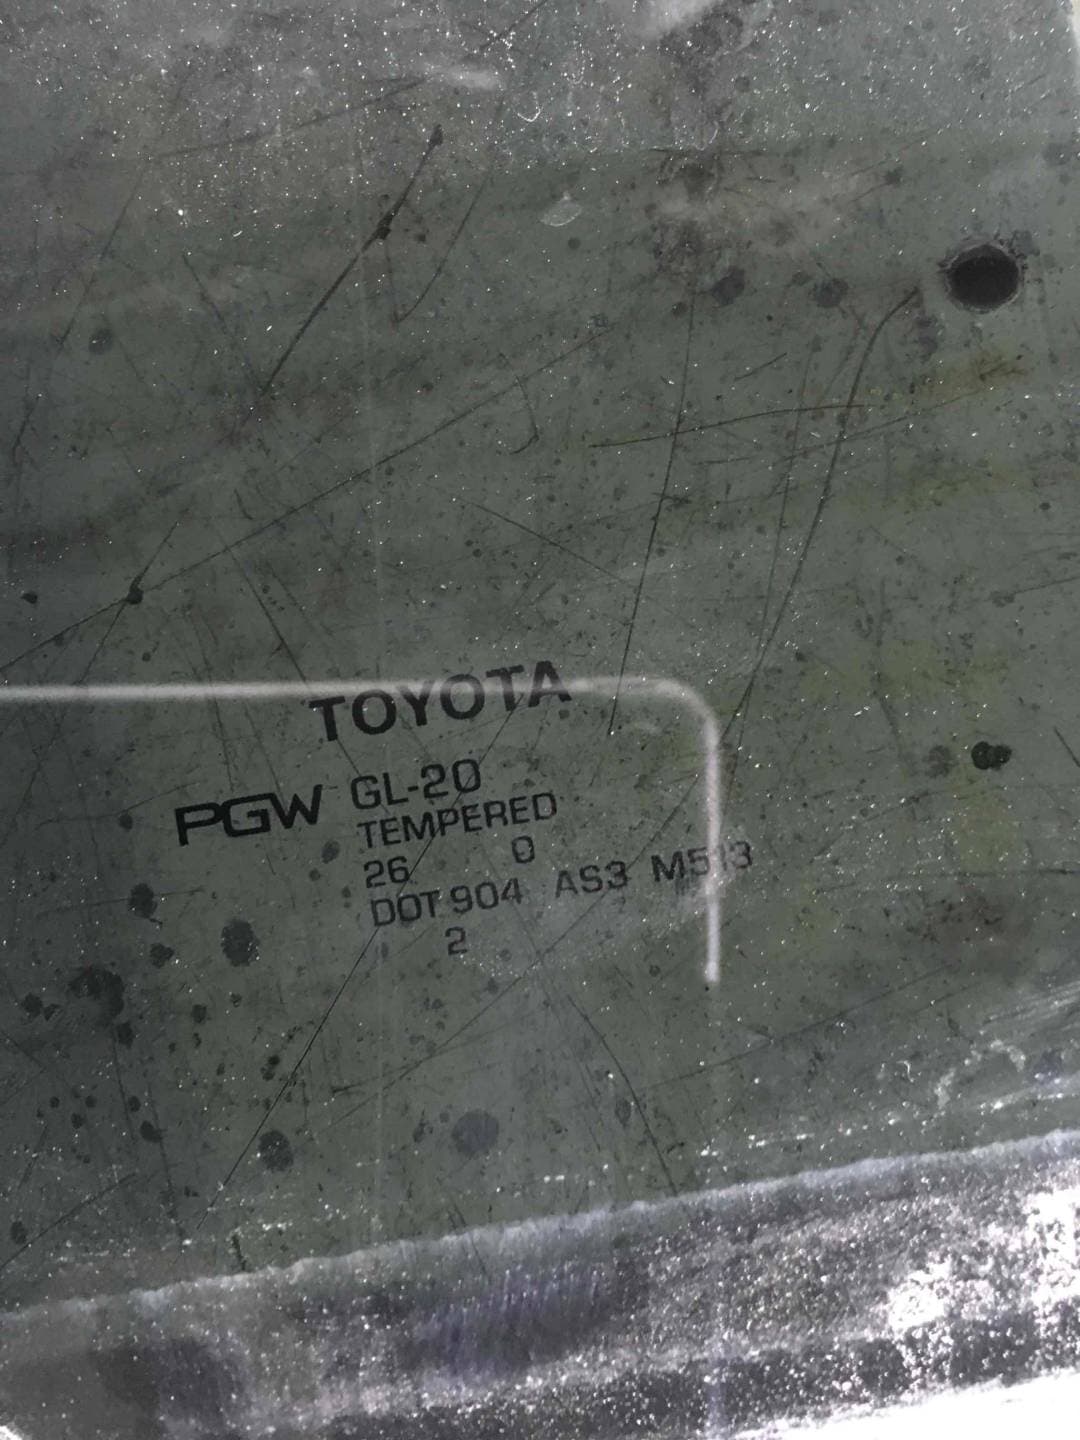 TOYOTA
PGW GL-20
TEMPERED
26 0
DOT 904 AS3
2